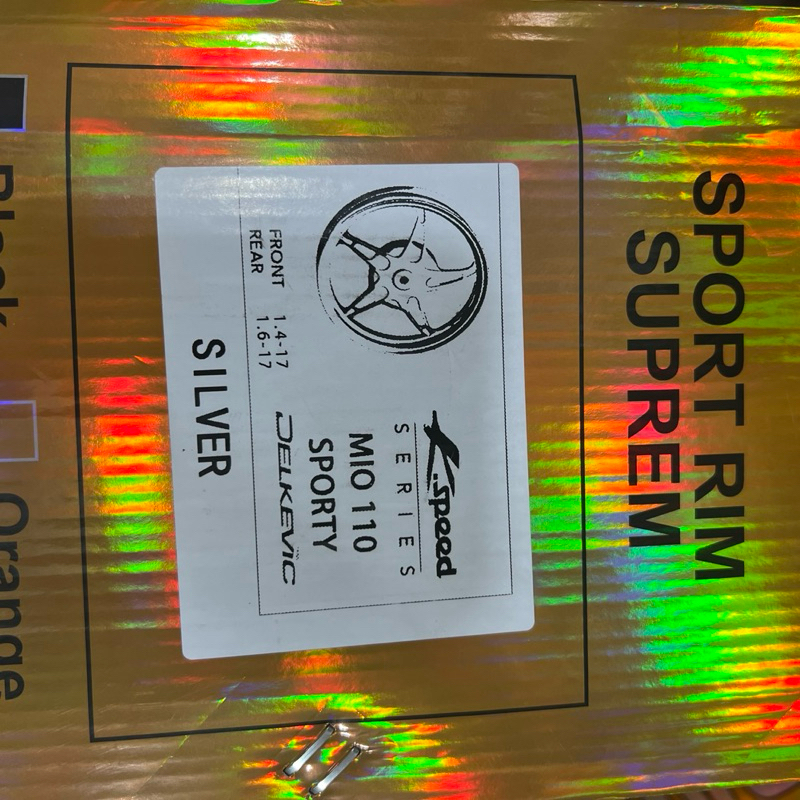 SPORT RIM
SUPREM
K.speed
SERIES
MIO 110
SPORTY
FRONT 1.4-17
REAR 1.6-17
DELKEVIC
SILVER
Black
Orange